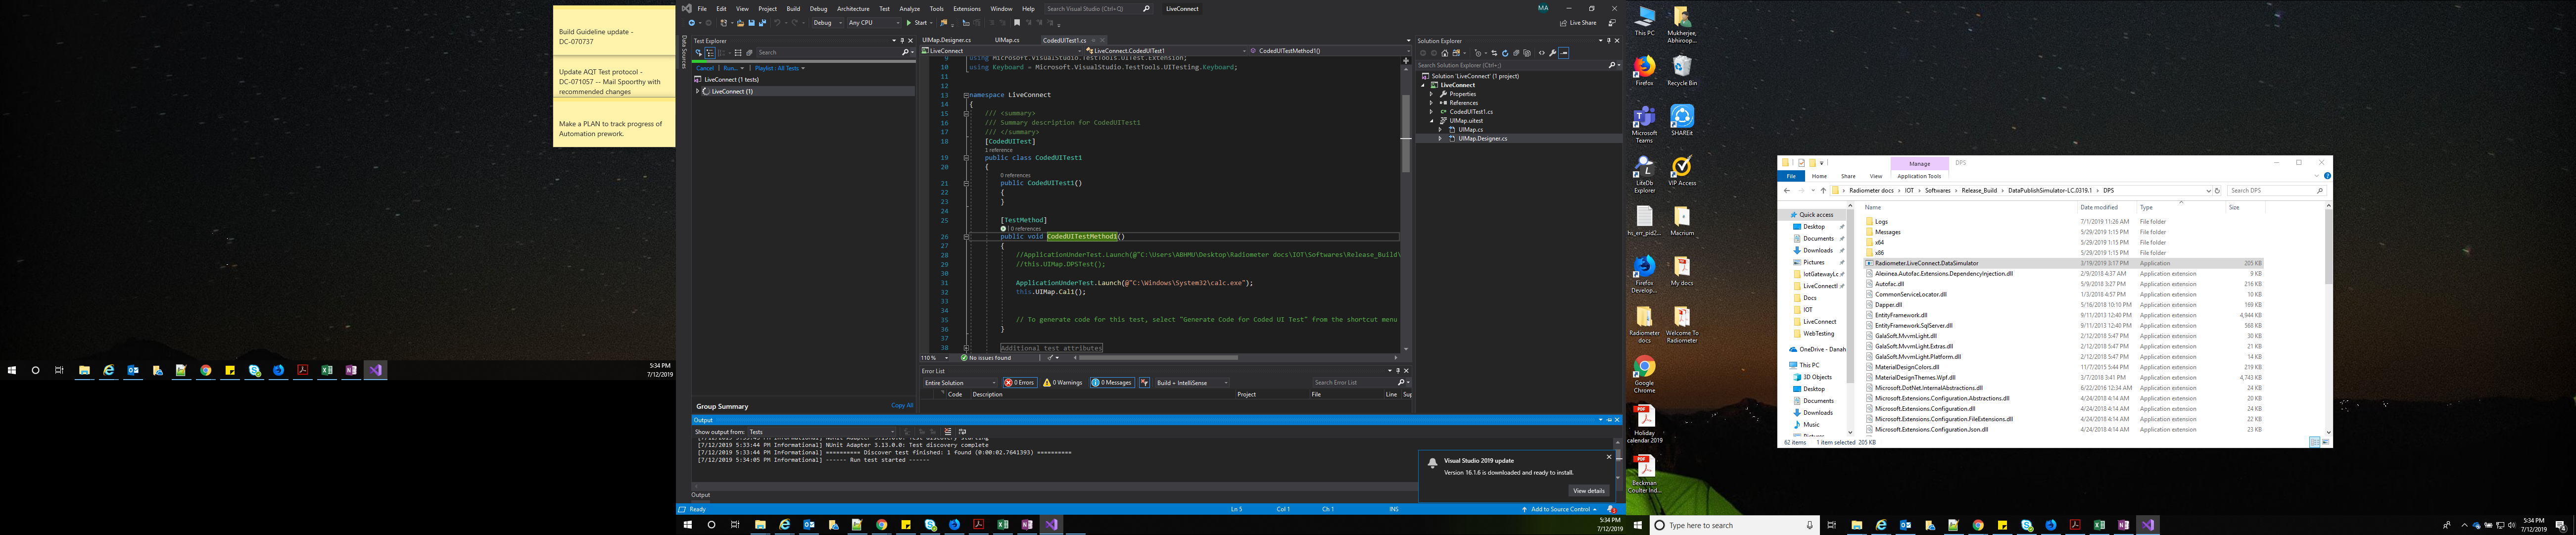 Build Guideline update -
DC-070737
Update AQT Test protocol -
DC-071057 -- Mail Spoorthy with
recommended changes
Make a PLAN to track progress of
Automation prework.
5:34 PM
7/12/2019
File Edit View Project Build Debug Architecture Test Analyze Tools Extensions Window Help Search Visual Studio (Ctrl+Q) LiveConnect MA
Debug Any CPU Start Live Share
Data Sources
Test Explorer
Search
Cancel | Run... | Playlist : All Tests
LiveConnect (1 tests)
LiveConnect (1)
Group Summary
Copy All
UIMap.Designer.cs UIMap.cs CodedUITest1.cs
LiveConnect LiveConnect.CodedUITest1 CodedUITestMethod1()
9 using Microsoft.VisualStudio.TestTools.UITest.Extension;
10 using Keyboard = Microsoft.VisualStudio.TestTools.UITesting.Keyboard;
11
12
13 namespace LiveConnect
14 {
15 /// <summary>
16 /// Summary description for CodedUITest1
17 /// </summary>
18 [CodedUITest]
1 reference
19 public class CodedUITest1
20 {
0 references
21 public CodedUITest1()
22 {
23 }
24
25 [TestMethod]
| 0 references
26 public void CodedUITestMethod1()
27 {
28 //ApplicationUnderTest.Launch(@"C:\Users\ABHMU\Desktop\Radiometer docs\IOT\Softwares\Release_Build\
29 //this.UIMap.DPSTest();
30
31 ApplicationUnderTest.Launch(@"C:\Windows\System32\calc.exe");
32 this.UIMap.Cal1();
33
34
35 // To generate code for this test, select "Generate Code for Coded UI Test" from the shortcut menu
36 }
37
38 Additional test attributes
110 % No issues found
Error List
Entire Solution 0 Errors 0 Warnings 0 Messages Build + IntelliSense Search Error List
Code Description Project File Line Sup
Solution Explorer
Search Solution Explorer (Ctrl+;)
Solution 'LiveConnect' (1 project)
LiveConnect
Properties
References
CodedUITest1.cs
UIMap.uitest
UIMap.cs
UIMap.Designer.cs
Output
Show output from: Tests
[7/12/2019 5:33:43 PM Informational] NUnit Adapter 3.13.0.0: Test discovery starting
[7/12/2019 5:33:44 PM Informational] NUnit Adapter 3.13.0.0: Test discovery complete
[7/12/2019 5:33:44 PM Informational] ========== Discover test finished: 1 found (0:00:02.7641393) ==========
[7/12/2019 5:34:05 PM Informational] ------ Run test started ------
Output
Visual Studio 2019 update
Version 16.1.6 is downloaded and ready to install.
View details
Ready Ln 5 Col 1 Ch 1 INS Add to Source Control
5:34 PM
7/12/2019
This PC
Mukherjee,
Abhiroop...
Firefox
Recycle Bin
Microsoft
Teams
SHAREit
LiteDb
Explorer
VIP Access
hs_err_pid2...
Macrium
Firefox
Develop...
My docs
Radiometer
docs
Welcome To
Radiometer
Google
Chrome
Holiday
calendar 2019
Beckman
Coulter Ind...
Manage DPS
File Home Share View Application Tools
Radiometer docs > IOT > Softwares > Release_Build > DataPublishSimulator-LC.0319.1 > DPS Search DPS
Quick access
Desktop
Documents
Downloads
Pictures
IotGatewayLc
LiveConnectI
Docs
IOT
LiveConnect
WebTesting
OneDrive - Danah
This PC
3D Objects
Desktop
Documents
Downloads
Music
Name Date modified Type Size
Logs 7/1/2019 11:26 AM File folder
Messages 5/29/2019 1:15 PM File folder
x64 5/29/2019 1:15 PM File folder
x86 5/29/2019 1:15 PM File folder
Radiometer.LiveConnect.DataSimulator 3/19/2019 3:17 PM Application 205 KB
Alexinea.Autofac.Extensions.DependencyInjection.dll 2/9/2018 4:37 AM Application extension 9 KB
Autofac.dll 2/9/2018 3:27 PM Application extension 216 KB
CommonServiceLocator.dll 1/3/2018 4:57 PM Application extension 10 KB
Dapper.dll 5/16/2018 10:10 PM Application extension 169 KB
EntityFramework.dll 9/11/2013 12:40 PM Application extension 4,944 KB
EntityFramework.SqlServer.dll 9/11/2013 12:40 PM Application extension 568 KB
GalaSoft.MvvmLight.dll 2/12/2018 5:47 PM Application extension 30 KB
GalaSoft.MvvmLight.Extras.dll 2/12/2018 5:47 PM Application extension 21 KB
GalaSoft.MvvmLight.Platform.dll 2/12/2018 5:47 PM Application extension 14 KB
MaterialDesignColors.dll 11/7/2015 5:44 PM Application extension 219 KB
MaterialDesignThemes.Wpf.dll 3/7/2018 3:41 PM Application extension 4,743 KB
Microsoft.DotNet.InternalAbstractions.dll 6/22/2016 12:34 AM Application extension 24 KB
Microsoft.Extensions.Configuration.Abstractions.dll 4/24/2018 4:14 AM Application extension 20 KB
Microsoft.Extensions.Configuration.dll 4/24/2018 4:14 AM Application extension 24 KB
Microsoft.Extensions.Configuration.FileExtensions.dll 4/24/2018 4:14 AM Application extension 22 KB
Microsoft.Extensions.Configuration.Json.dll 4/24/2018 4:14 AM Application extension 23 KB
62 items 1 item selected 205 KB
Type here to search
5:34 PM
7/12/2019